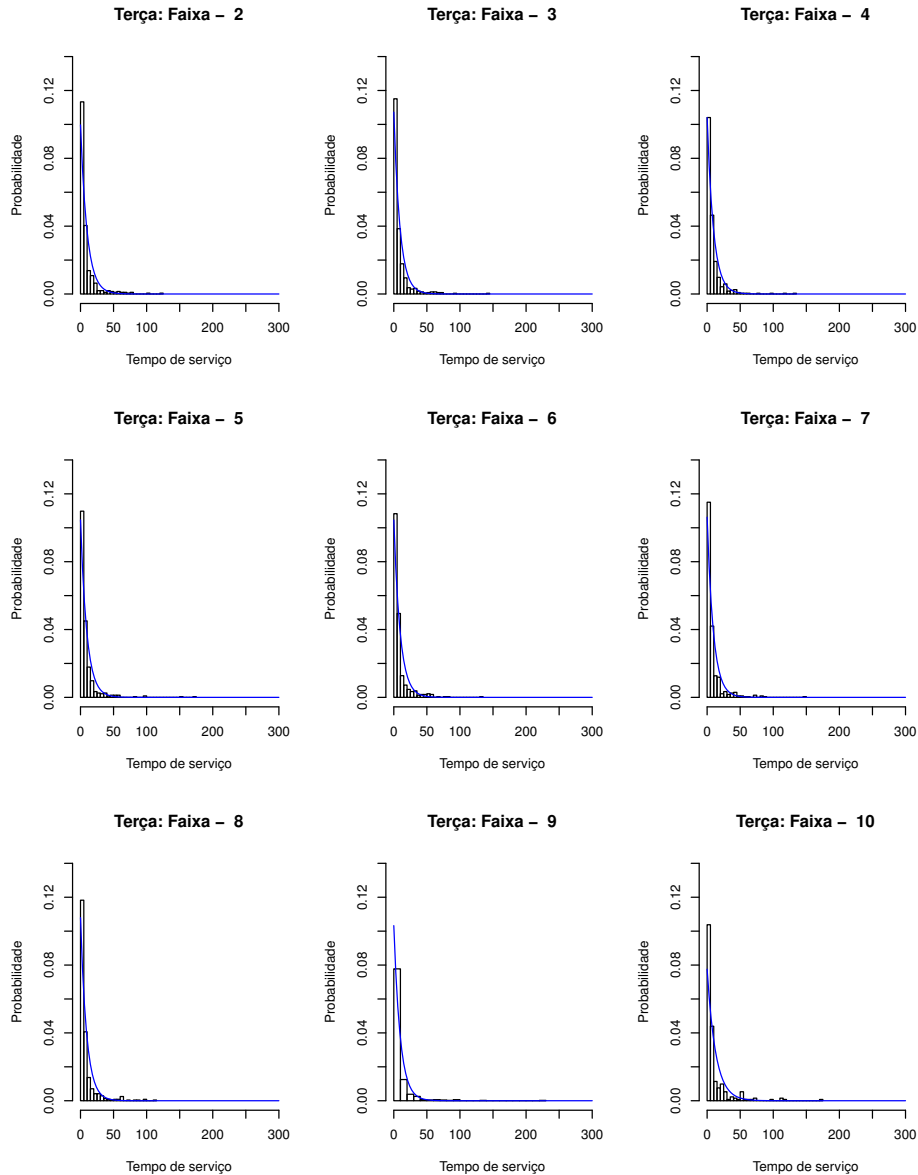 Terça: Faixa − 2
Probabilidade
0.00 0.04 0.08 0.12
0 50 100 200 300
Tempo de serviço
Terça: Faixa − 3
Probabilidade
0.00 0.04 0.08 0.12
0 50 100 200 300
Tempo de serviço
Terça: Faixa − 4
Probabilidade
0.00 0.04 0.08 0.12
0 50 100 200 300
Tempo de serviço
Terça: Faixa − 5
Probabilidade
0.00 0.04 0.08 0.12
0 50 100 200 300
Tempo de serviço
Terça: Faixa − 6
Probabilidade
0.00 0.04 0.08 0.12
0 50 100 200 300
Tempo de serviço
Terça: Faixa − 7
Probabilidade
0.00 0.04 0.08 0.12
0 50 100 200 300
Tempo de serviço
Terça: Faixa − 8
Probabilidade
0.00 0.04 0.08 0.12
0 50 100 200 300
Tempo de serviço
Terça: Faixa − 9
Probabilidade
0.00 0.04 0.08 0.12
0 50 100 200 300
Tempo de serviço
Terça: Faixa − 10
Probabilidade
0.00 0.04 0.08 0.12
0 50 100 200 300
Tempo de serviço